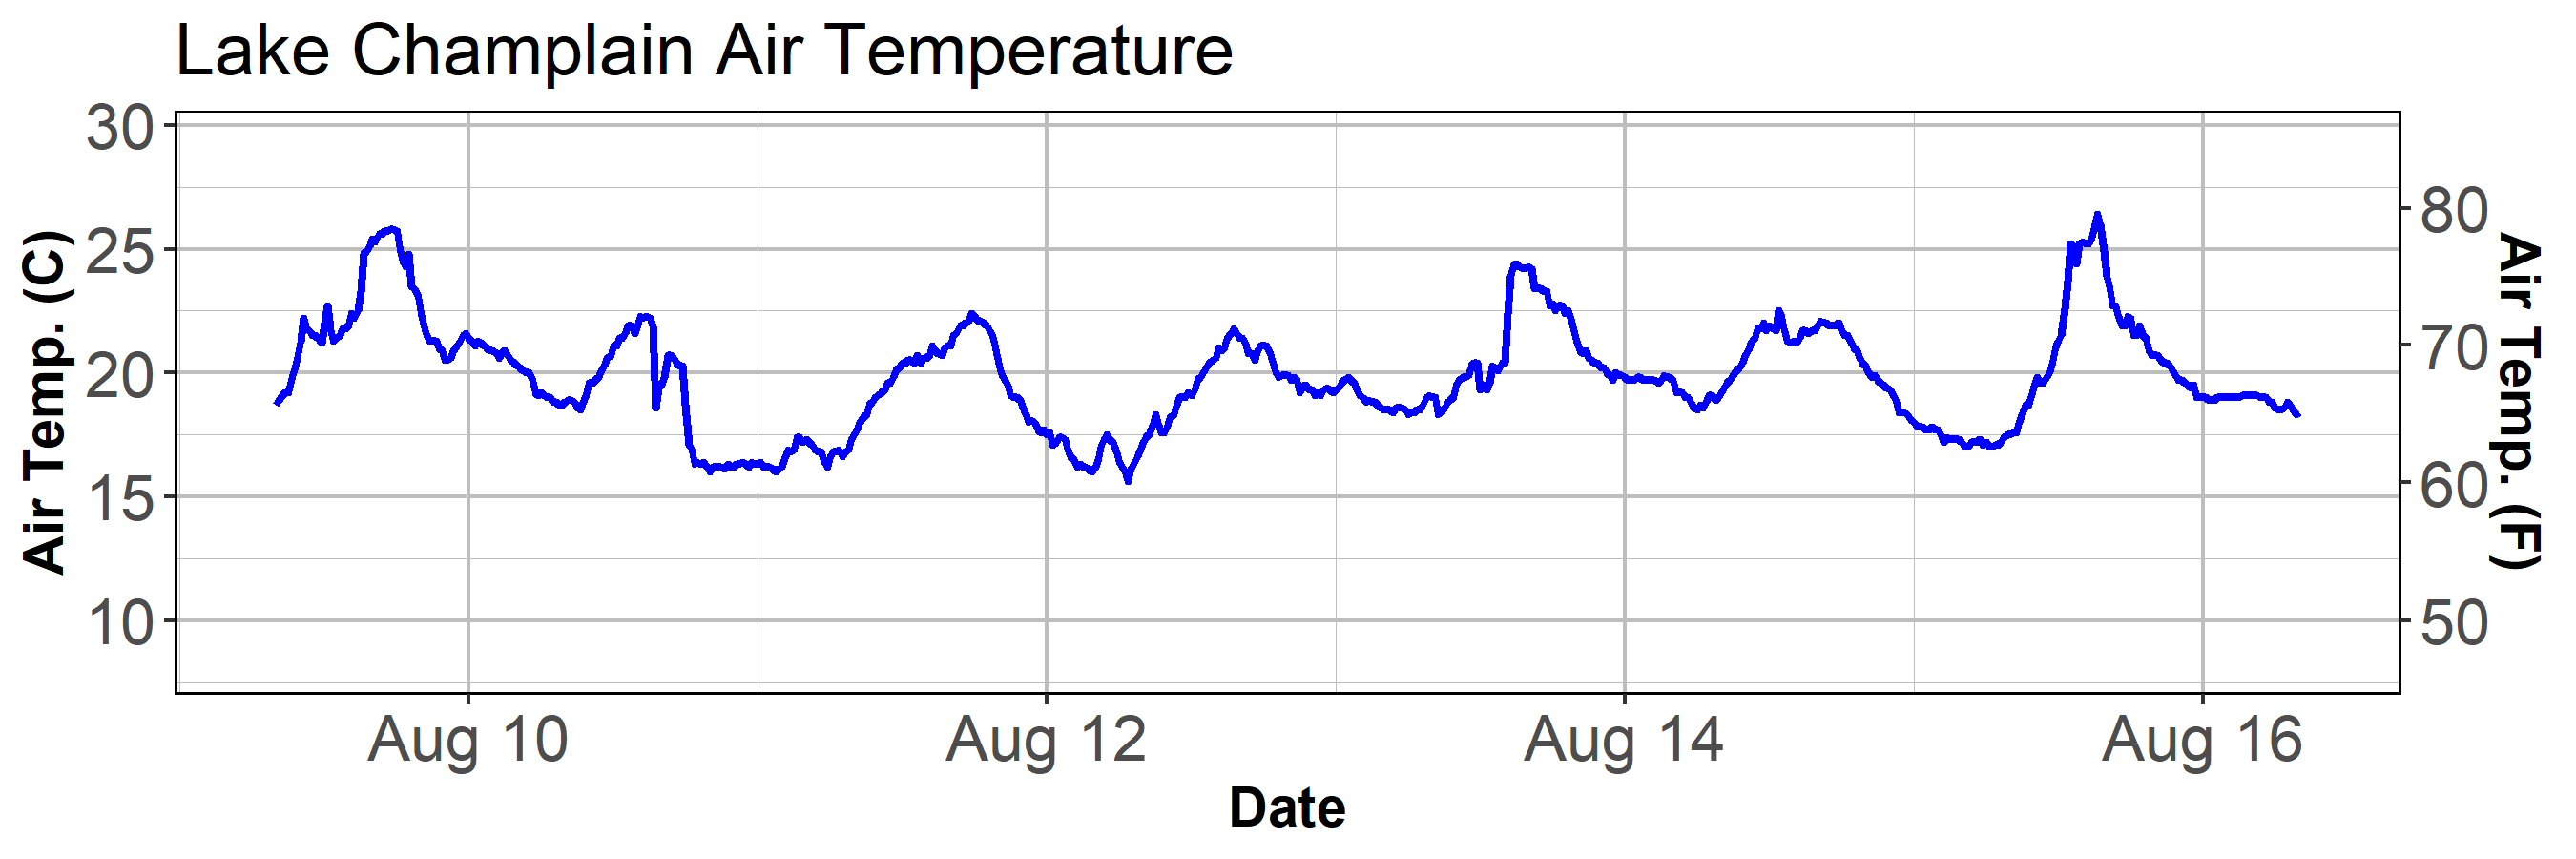 Lake Champlain Air Temperature
30
25
20
15
10
Air Temp. (C)
80
70
60
50
Air Temp. (F)
Aug 10
Aug 12
Aug 14
Aug 16
Date